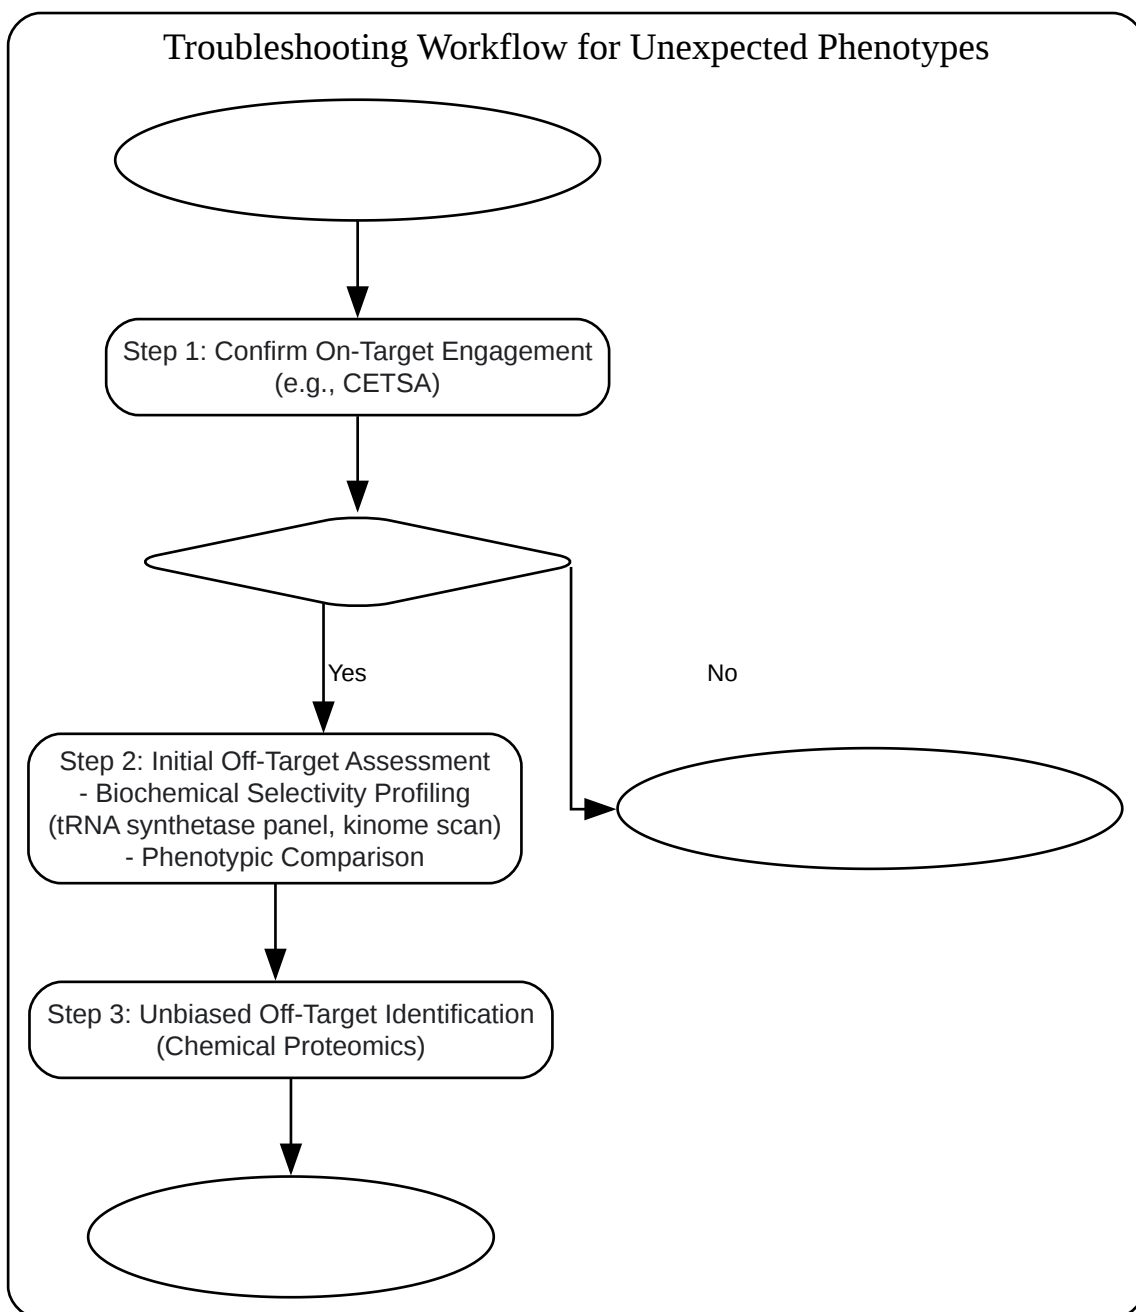 Troubleshooting Workflow for Unexpected Phenotypes
Step 1: Confirm On-Target Engagement
(e.g., CETSA)
Yes
No
Step 2: Initial Off-Target Assessment
- Biochemical Selectivity Profiling
(tRNA synthetase panel, kinome scan)
- Phenotypic Comparison
Step 3: Unbiased Off-Target Identification
(Chemical Proteomics)